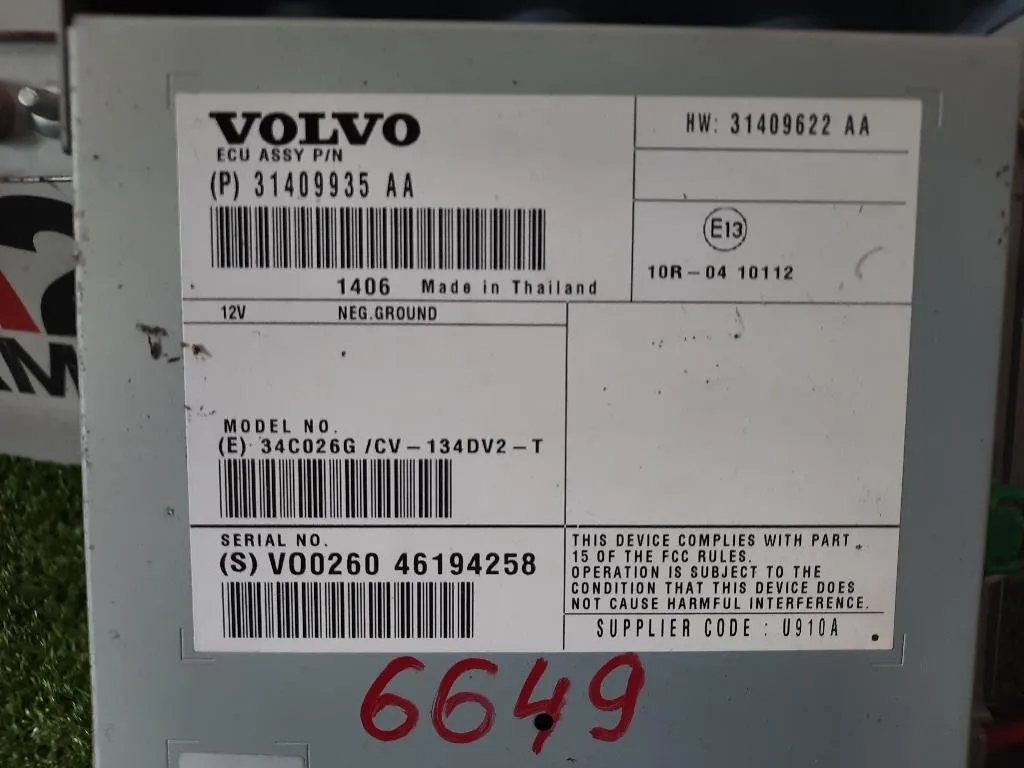 VOLVO
ECU ASSY P/N
(P) 31409935 AA
1406 Made in Thailand
HW: 31409622 AA
E13
10R-04 10112
12V NEG.GROUND
MODEL NO.
(E) 34C026G /CV-134DV2-T
SERIAL NO.
(S) VO0260 46194258
THIS DEVICE COMPLIES WITH PART
15 OF THE FCC RULES.
OPERATION IS SUBJECT TO THE
CONDITION THAT THIS DEVICE DOES
NOT CAUSE HARMFUL INTERFERENCE.
SUPPLIER CODE : U910A
6649